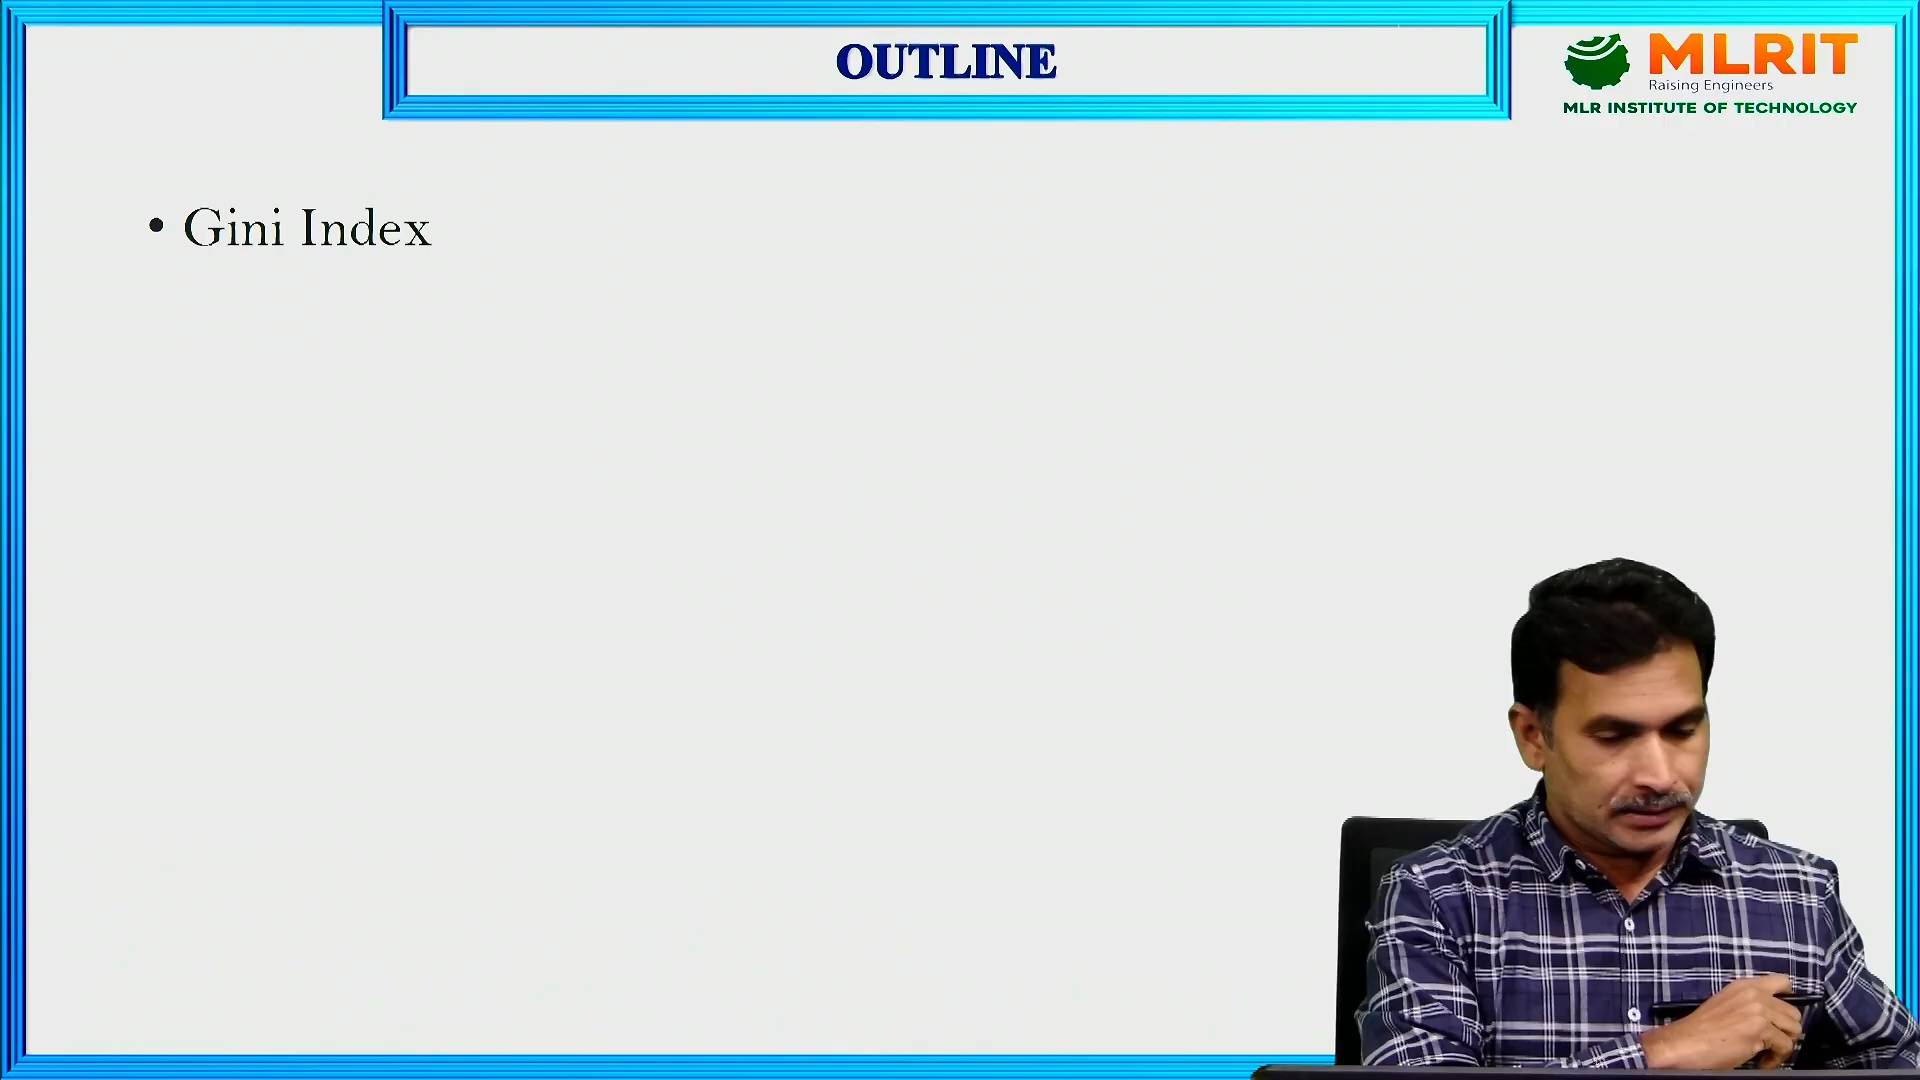 OUTLINE
MLRIT
Raising Engineers
MLR INSTITUTE OF TECHNOLOGY
• Gini Index